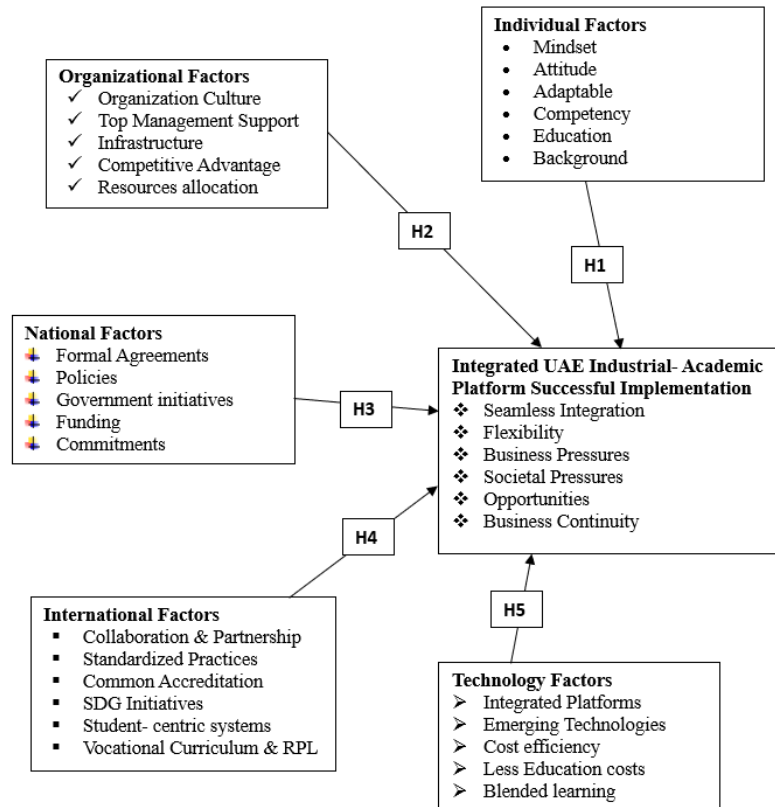 Individual Factors
Mindset
Attitude
Adaptable
Competency
Education
Background
Organizational Factors
Organization Culture
Top Management Support
Infrastructure
Competitive Advantage
Resources allocation
H2
H1
National Factors
Formal Agreements
Policies
Government initiatives
Funding
Commitments
H3
Integrated UAE Industrial- Academic
Platform Successful Implementation
Seamless Integration
Flexibility
Business Pressures
Societal Pressures
Opportunities
Business Continuity
H4
H5
International Factors
Collaboration & Partnership
Standardized Practices
Common Accreditation
SDG Initiatives
Student- centric systems
Vocational Curriculum & RPL
Technology Factors
Integrated Platforms
Emerging Technologies
Cost efficiency
Less Education costs
Blended learning